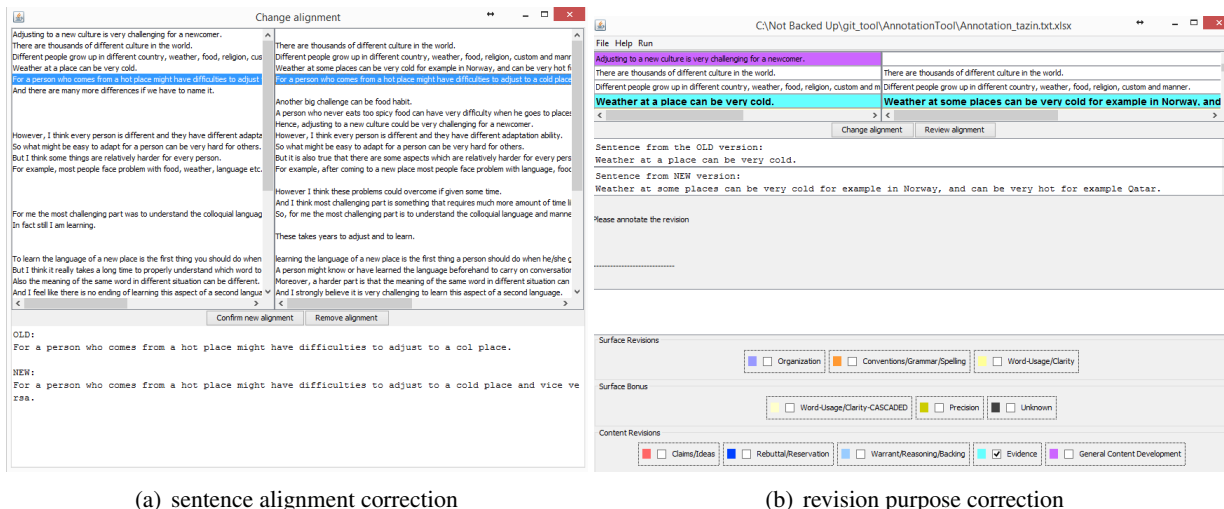 Change alignment
Adjusting to a new culture is very challenging for a newcomer.
There are thousands of different culture in the world.
Different people grow up in different country, weather, food, religion, cus
Weather at a place can be very cold.
For a person who comes from a hot place might have difficulties to adjust
And there are many more differences if we have to name it.
However, I think every person is different and they have different adapta
So what might be easy to adapt for a person can be very hard for others.
But I think some things are relatively harder for every person.
For example, most people face problem with food, weather, language etc.
For me the most challenging part was to understand the colloquial languag
In fact still I am learning.
To learn the language of a new place is the first thing you should do when
But I think it really takes a long time to properly understand which word to
Also the meaning of the same word in different situation can be different.
And I feel like there is no ending of learning this aspect of a second langua
There are thousands of different culture in the world.
Different people grow up in different country, weather, food, religion, custom and manr
Weather at some places can be very cold for example in Norway, and can be very hot f
For a person who comes from a hot place might have difficulties to adjust to a cold place
Another big challenge can be food habit.
A person who never eats too spicy food can have very difficulty when he goes to places
Hence, adjusting to a new culture could be very challenging for a newcomer.
However, I think every person is different and they have different adaptation ability.
So what might be easy to adapt for a person can be very hard for others.
But it is also true that there are some aspects which are relatively harder for every pers
For example, after coming to a new place most people face problem with language, food
However I think these problems could overcome if given some time.
And I think most challenging part is something that requires much more amount of time li
So, for me the most challenging part is to understand the colloquial language and manne
These takes years to adjust and to learn.
learning the language of a new place is the first thing a person should do when he/she g
A person might know or have learned the language beforehand to carry on conversation
Moreover, a harder part is that the meaning of the same word in different situation can
And I strongly believe it is very challenging to learn this aspect of a second language.
Confirm new alignment Remove alignment
OLD:
For a person who comes from a hot place might have difficulties to adjust to a col place.
NEW:
For a person who comes from a hot place might have difficulties to adjust to a cold place and vice ve
rsa.
(a) sentence alignment correction
C:\Not Backed Up\git_tool\AnnotationTool\Annotation_tazin.txt.xlsx
File Help Run
Adjusting to a new culture is very challenging for a newcomer.
There are thousands of different culture in the world. There are thousands of different culture in the world.
Different people grow up in different country, weather, food, religion, custom and m Different people grow up in different country, weather, food, religion, custom and manner.
Weather at a place can be very cold. Weather at some places can be very cold for example in Norway, and
Change alignment Review alignment
Sentence from the OLD version:
Weather at a place can be very cold.
Sentence from NEW version:
Weather at some places can be very cold for example in Norway, and can be very hot for example Qatar.
Please annotate the revision
----------------------------
Surface Revisions
Organization Conventions/Grammar/Spelling Word-Usage/Clarity
Surface Bonus
Word-Usage/Clarity-CASCADED Precision Unknown
Content Revisions
Claims/Ideas Rebuttal/Reservation Warrant/Reasoning/Backing Evidence General Content Development
(b) revision purpose correction